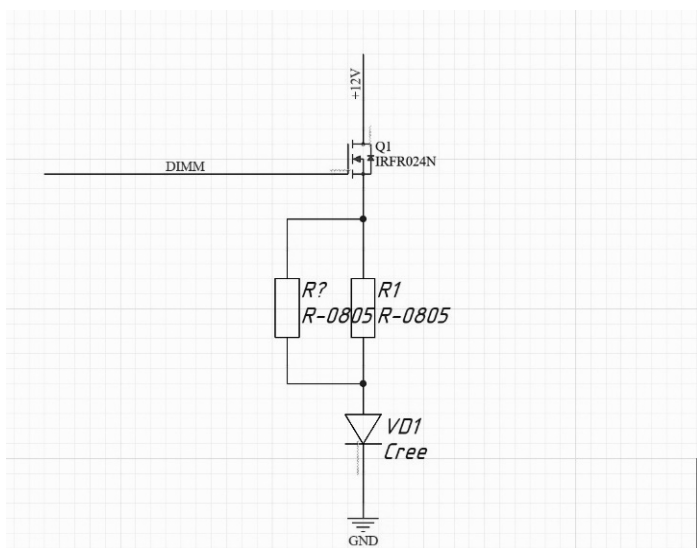 +12V
Q1
IRFR024N
DIMM
R? R1
R-0805 R-0805
VD1
Cree
GND